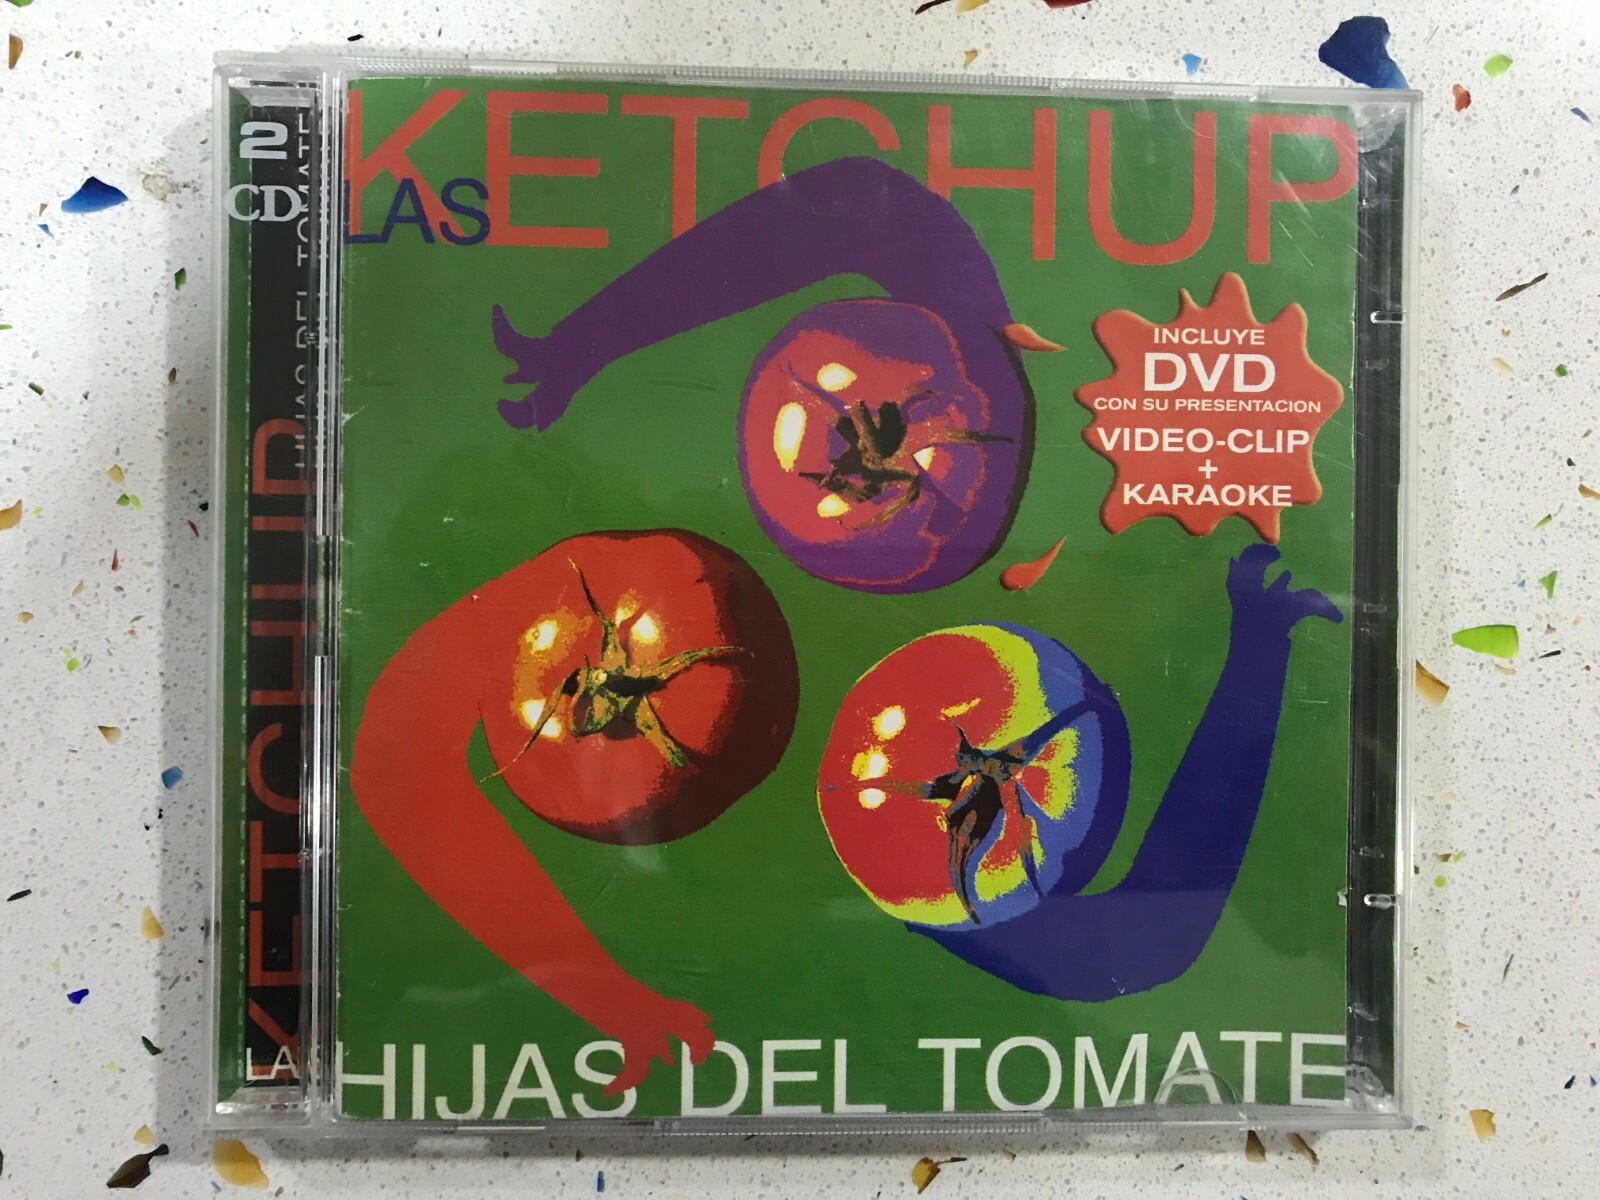 KETCHUP
LAS
INCLUYE
DVD
CON SU PRESENTACION
VIDEO-CLIP
+
KARAOKE
HIJAS DEL TOMATE
2
CD
LAS KETCHUP
HIJAS DEL TOMATE